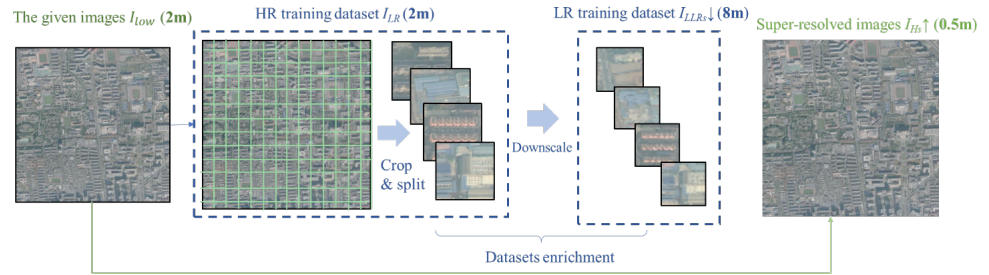 The given images I_low (2m)
HR training dataset I_LR (2m)
LR training dataset I_LLRs↓ (8m)
Super-resolved images I_Hs↑ (0.5m)
Crop
& split
Downscale
Datasets enrichment